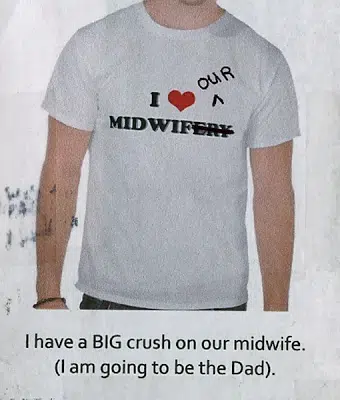 I ❤ OUR
MIDWIFERY
I have a BIG crush on our midwife.
(I am going to be the Dad).